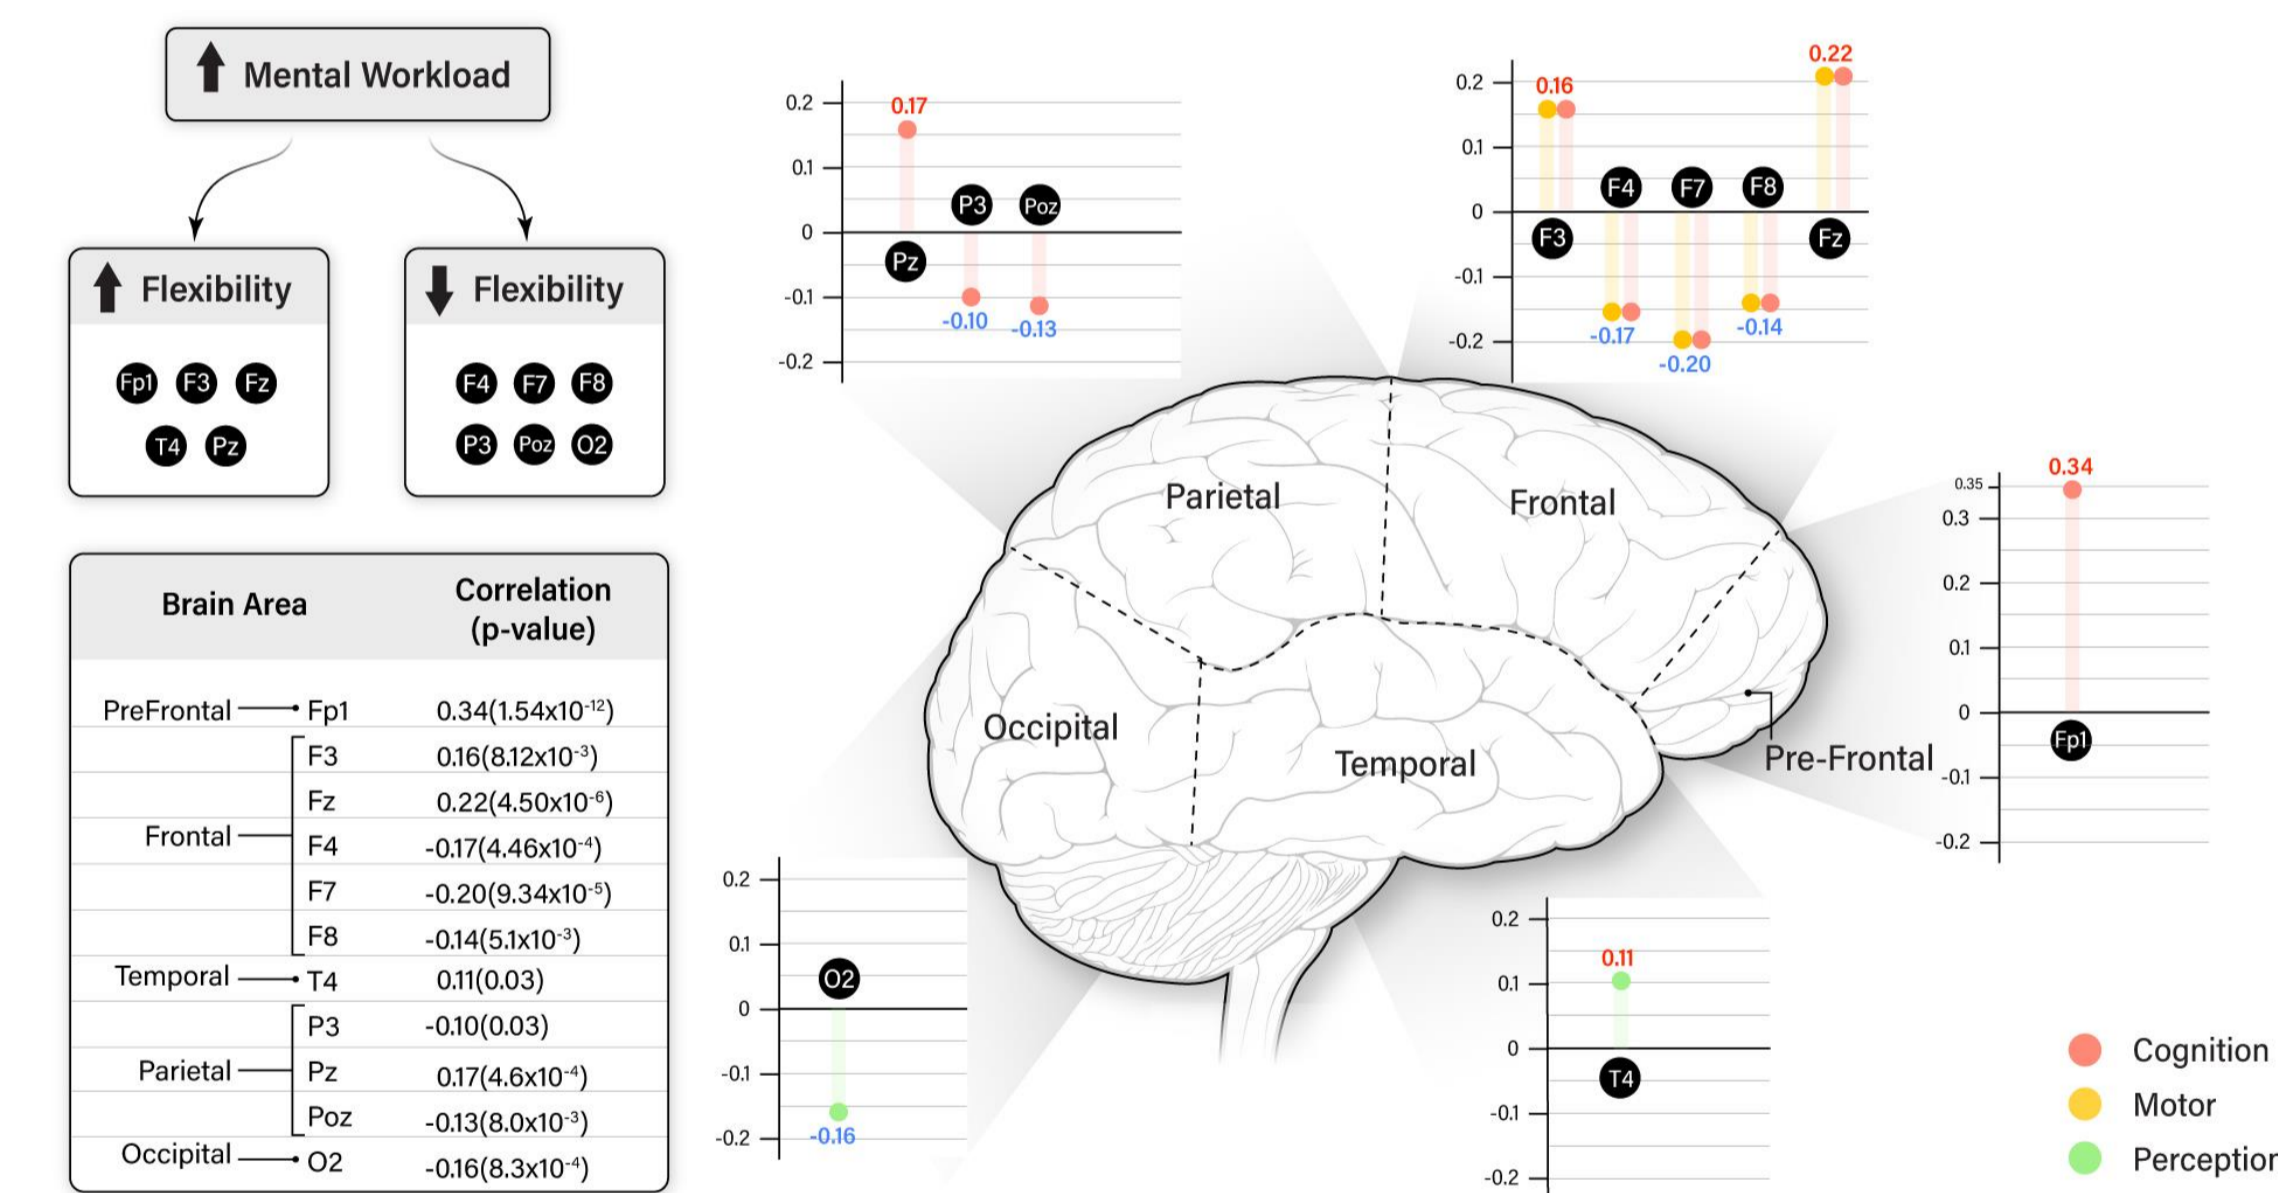 Mental Workload
Flexibility
Fp1 F3 Fz
T4 Pz
Flexibility
F4 F7 F8
P3 Poz O2
Brain Area
Correlation
(p-value)
PreFrontal Fp1 0.34(1.54x10⁻¹²)
F3 0.16(8.12x10⁻³)
Fz 0.22(4.50x10⁻⁶)
Frontal
F4 -0.17(4.46x10⁻⁴)
F7 -0.20(9.34x10⁻⁵)
F8 -0.14(5.1x10⁻³)
Temporal T4 0.11(0.03)
P3 -0.10(0.03)
Parietal Pz 0.17(4.6x10⁻⁴)
Poz -0.13(8.0x10⁻³)
Occipital O2 -0.16(8.3x10⁻⁴)
0.2
0.1
0
-0.1
-0.2
0.17
P3 Poz
Pz
-0.10 -0.13
0.2
0.1
0
-0.1
-0.2
0.16 0.22
F4 F7 F8
F3 Fz
-0.17 -0.20 -0.14
Parietal
Frontal
Occipital
Temporal
Pre-Frontal
0.35
0.3
0.2
0.1
0
-0.1
-0.2
0.34
Fp1
0.2
0.1
0
-0.1
-0.2
O2
-0.16
0.2
0.1
0
-0.1
-0.2
0.11
T4
Cognition
Motor
Perception